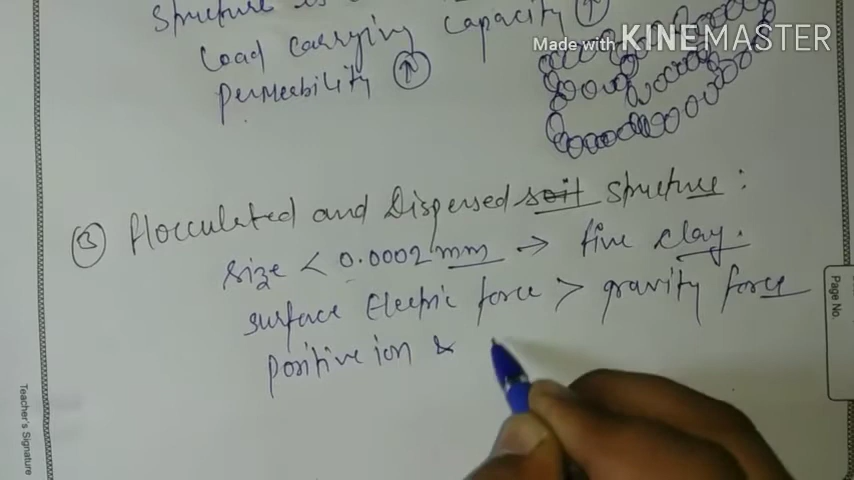 Structure is
Load carrying capacity ↑
permeability ↑
Made with KINEMASTER
③ flocculated and Dispersed soil structure :
size < 0.0002 mm → fine clay.
surface Electric force > gravity force
positive ion &
Page No.
Teacher's Signature